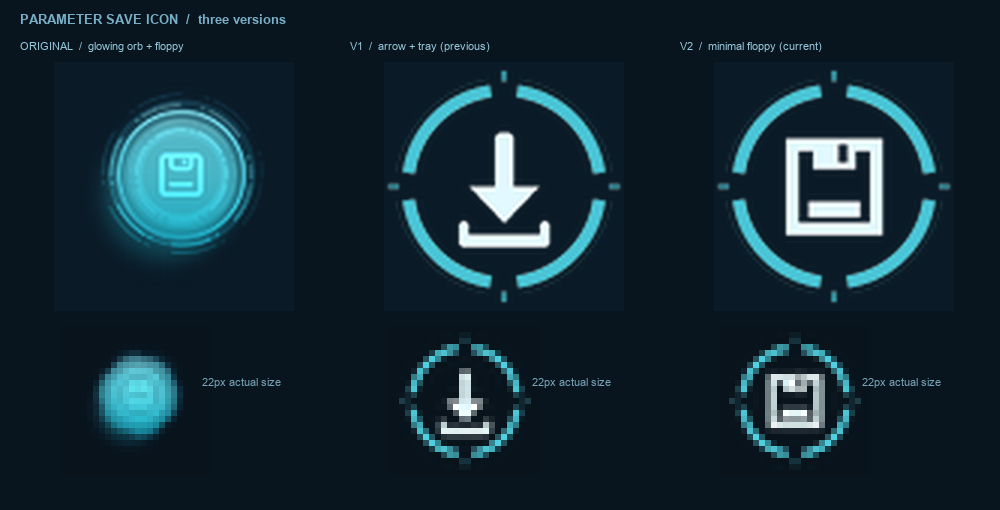 PARAMETER SAVE ICON / three versions
ORIGINAL / glowing orb + floppy
V1 / arrow + tray (previous)
V2 / minimal floppy (current)
22px actual size
22px actual size
22px actual size